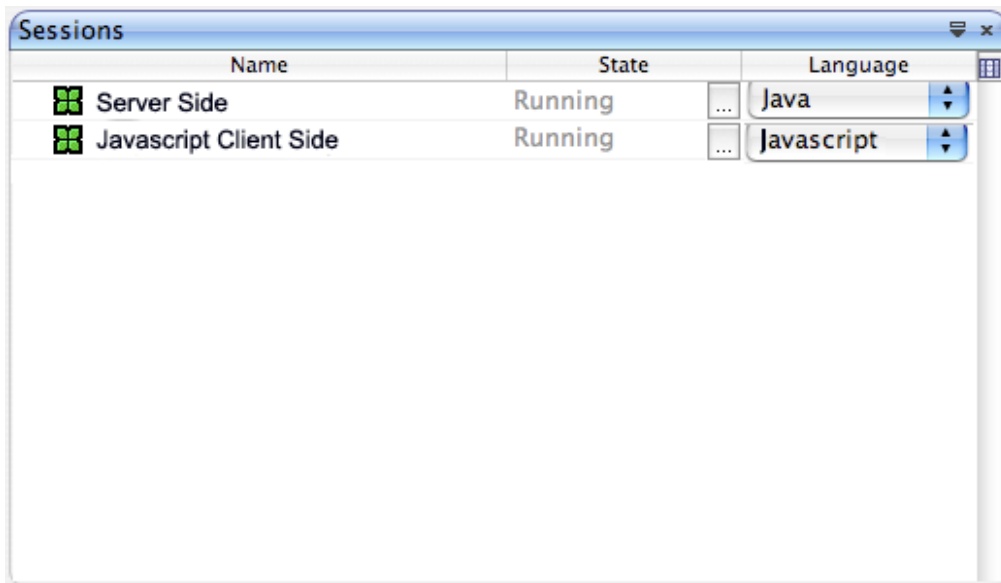 Sessions
Name State Language
Server Side Running ... Java
Javascript Client Side Running ... Javascript